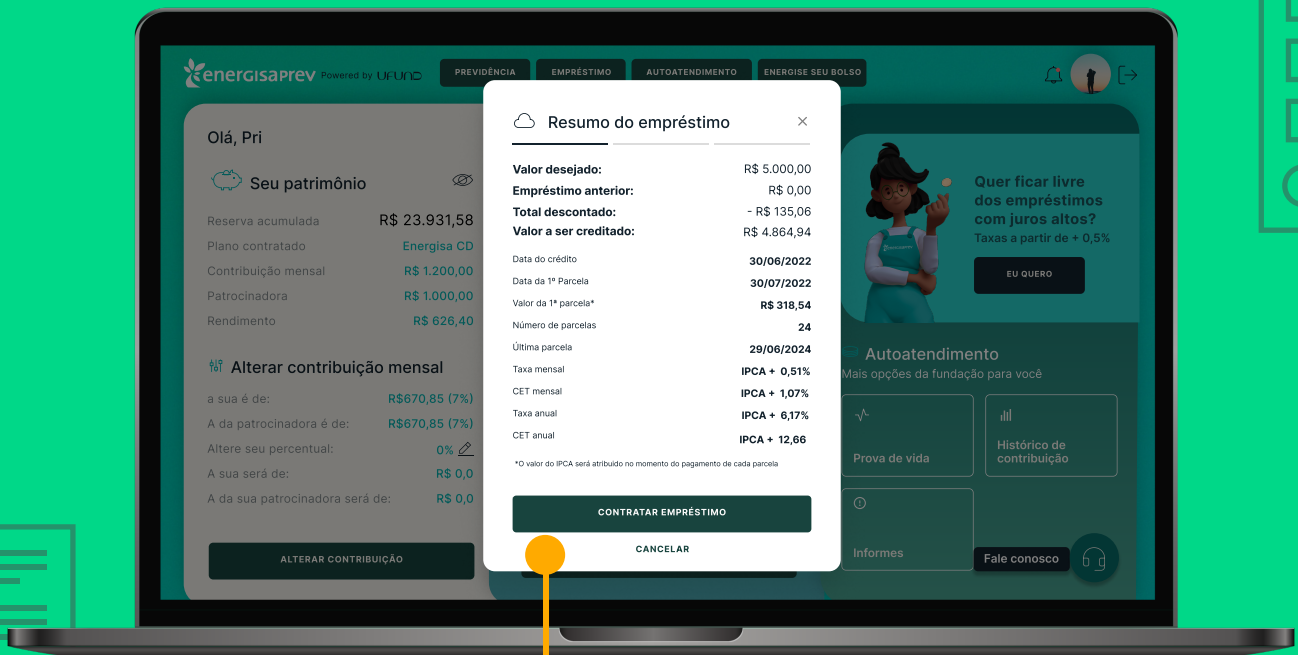 energisaprev Powered by UFUND
PREVIDÊNCIA
EMPRÉSTIMO
AUTOATENDIMENTO
ENERGISE SEU BOLSO
Olá, Pri
Seu patrimônio
Reserva acumulada R$ 23.931,58
Plano contratado Energisa CD
Contribuição mensal R$ 1.200,00
Patrocinadora R$ 1.000,00
Rendimento R$ 626,40
Alterar contribuição mensal
a sua é de: R$670,85 (7%)
A da patrocinadora é de: R$670,85 (7%)
Altere seu percentual: 0%
A sua será de: R$ 0,0
A da sua patrocinadora será de: R$ 0,0
ALTERAR CONTRIBUIÇÃO
Resumo do empréstimo
Valor desejado: R$ 5.000,00
Empréstimo anterior: R$ 0,00
Total descontado: - R$ 135,06
Valor a ser creditado: R$ 4.864,94
Data do crédito 30/06/2022
Data da 1ª Parcela 30/07/2022
Valor da 1ª parcela* R$ 318,54
Número de parcelas 24
Última parcela 29/06/2024
Taxa mensal IPCA + 0,51%
CET mensal IPCA + 1,07%
Taxa anual IPCA + 6,17%
CET anual IPCA + 12,66
*O valor do IPCA será atribuído no momento do pagamento de cada parcela
CONTRATAR EMPRÉSTIMO
CANCELAR
Quer ficar livre
dos empréstimos
com juros altos?
Taxas a partir de + 0,5%
EU QUERO
Autoatendimento
Mais opções da fundação para você
Prova de vida
Histórico de
contribuição
Informes
Fale conosco